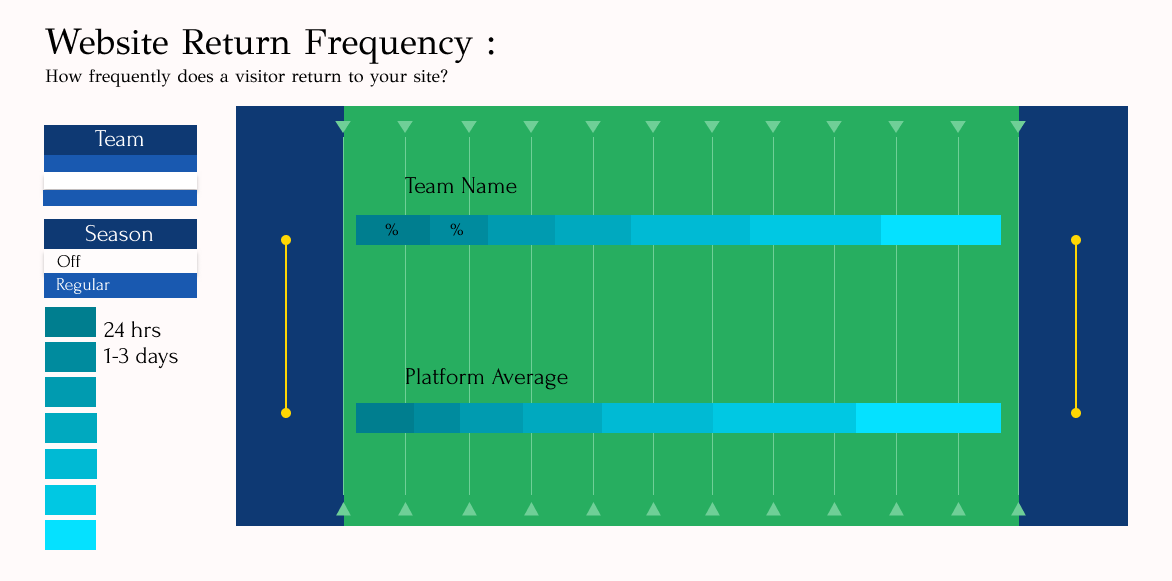 Website Return Frequency :
How frequently does a visitor return to your site?
Team
Season
Off
Regular
24 hrs
1-3 days
Team Name
% %
Platform Average